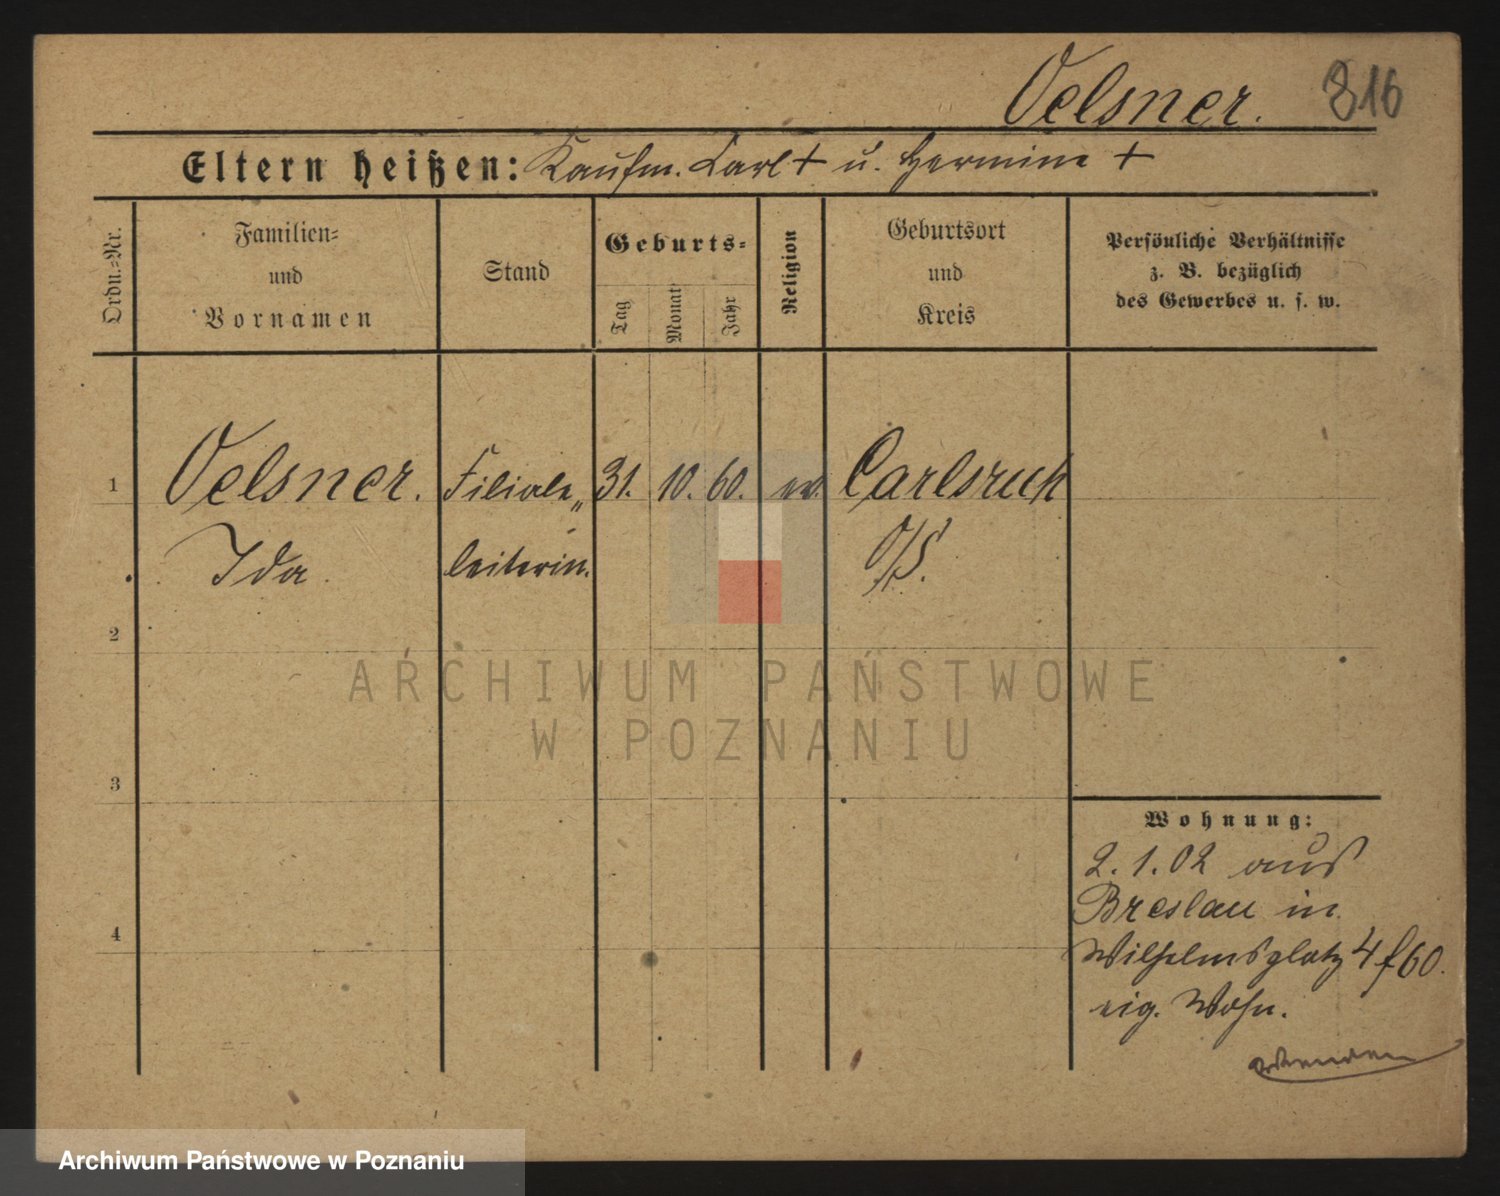 Oelsner. 816
Eltern heißen: Kaufm. Carl + u. Hermine +
Ordn.=Nr.
Familien=
und
Vornamen
Stand
Geburts=
Tag
Monat
Jahr
Religion
Geburtsort
und
Kreis
Persönliche Verhältnisse
z. B. bezüglich
des Gewerbes u. s. w.
1 Oelsner. Filiale„ 31. 10. 60. ev. Carlsruh
Ida leiterin. O/S.
2
3
4
Wohnung:
2. 1. 02 aus
Breslau in
Wilhelmsplatz 4 f 60.
eig. Wohn.
ARCHIWUM PAŃSTWOWE
W POZNANIU
Archiwum Państwowe w Poznaniu